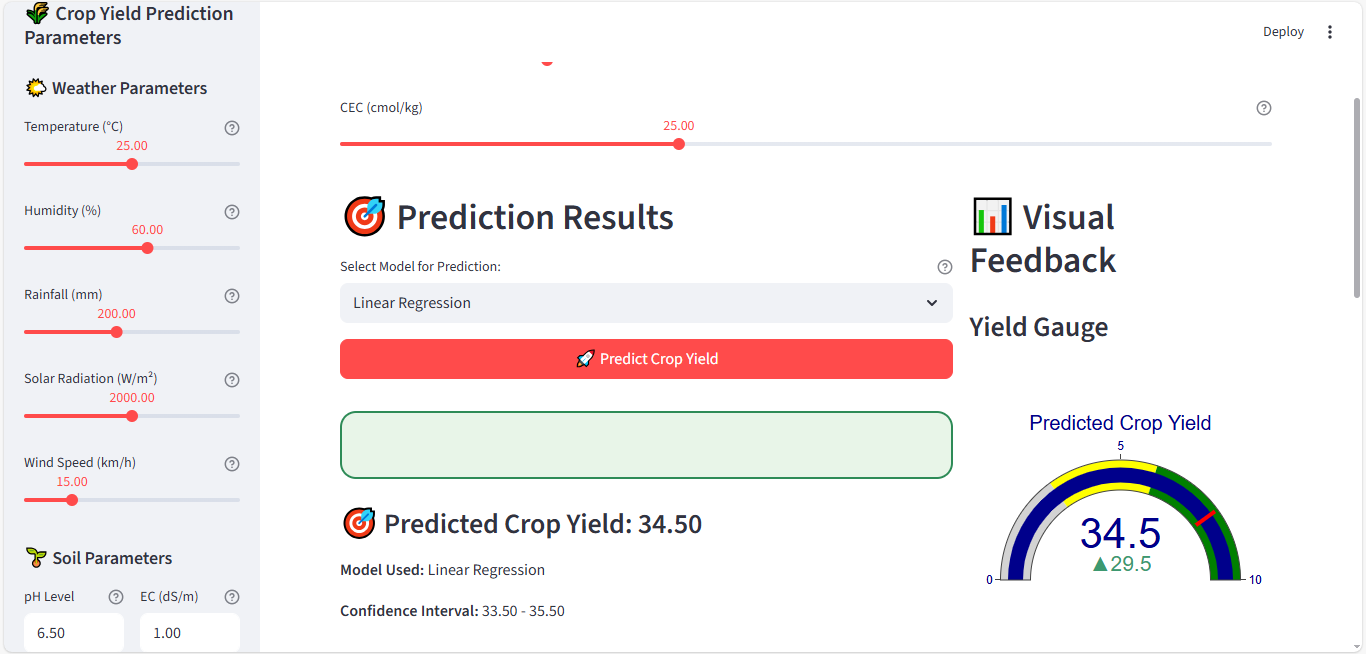 Crop Yield Prediction
Parameters
Weather Parameters
Temperature (°C)
25.00
Humidity (%)
60.00
Rainfall (mm)
200.00
Solar Radiation (W/m²)
2000.00
Wind Speed (km/h)
15.00
Soil Parameters
pH Level
EC (dS/m)
6.50
1.00
Deploy
CEC (cmol/kg)
25.00
Prediction Results
Select Model for Prediction:
Linear Regression
Predict Crop Yield
Predicted Crop Yield: 34.50
Model Used: Linear Regression
Confidence Interval: 33.50 - 35.50
Visual
Feedback
Yield Gauge
Predicted Crop Yield
5
34.5
▲29.5
0
10